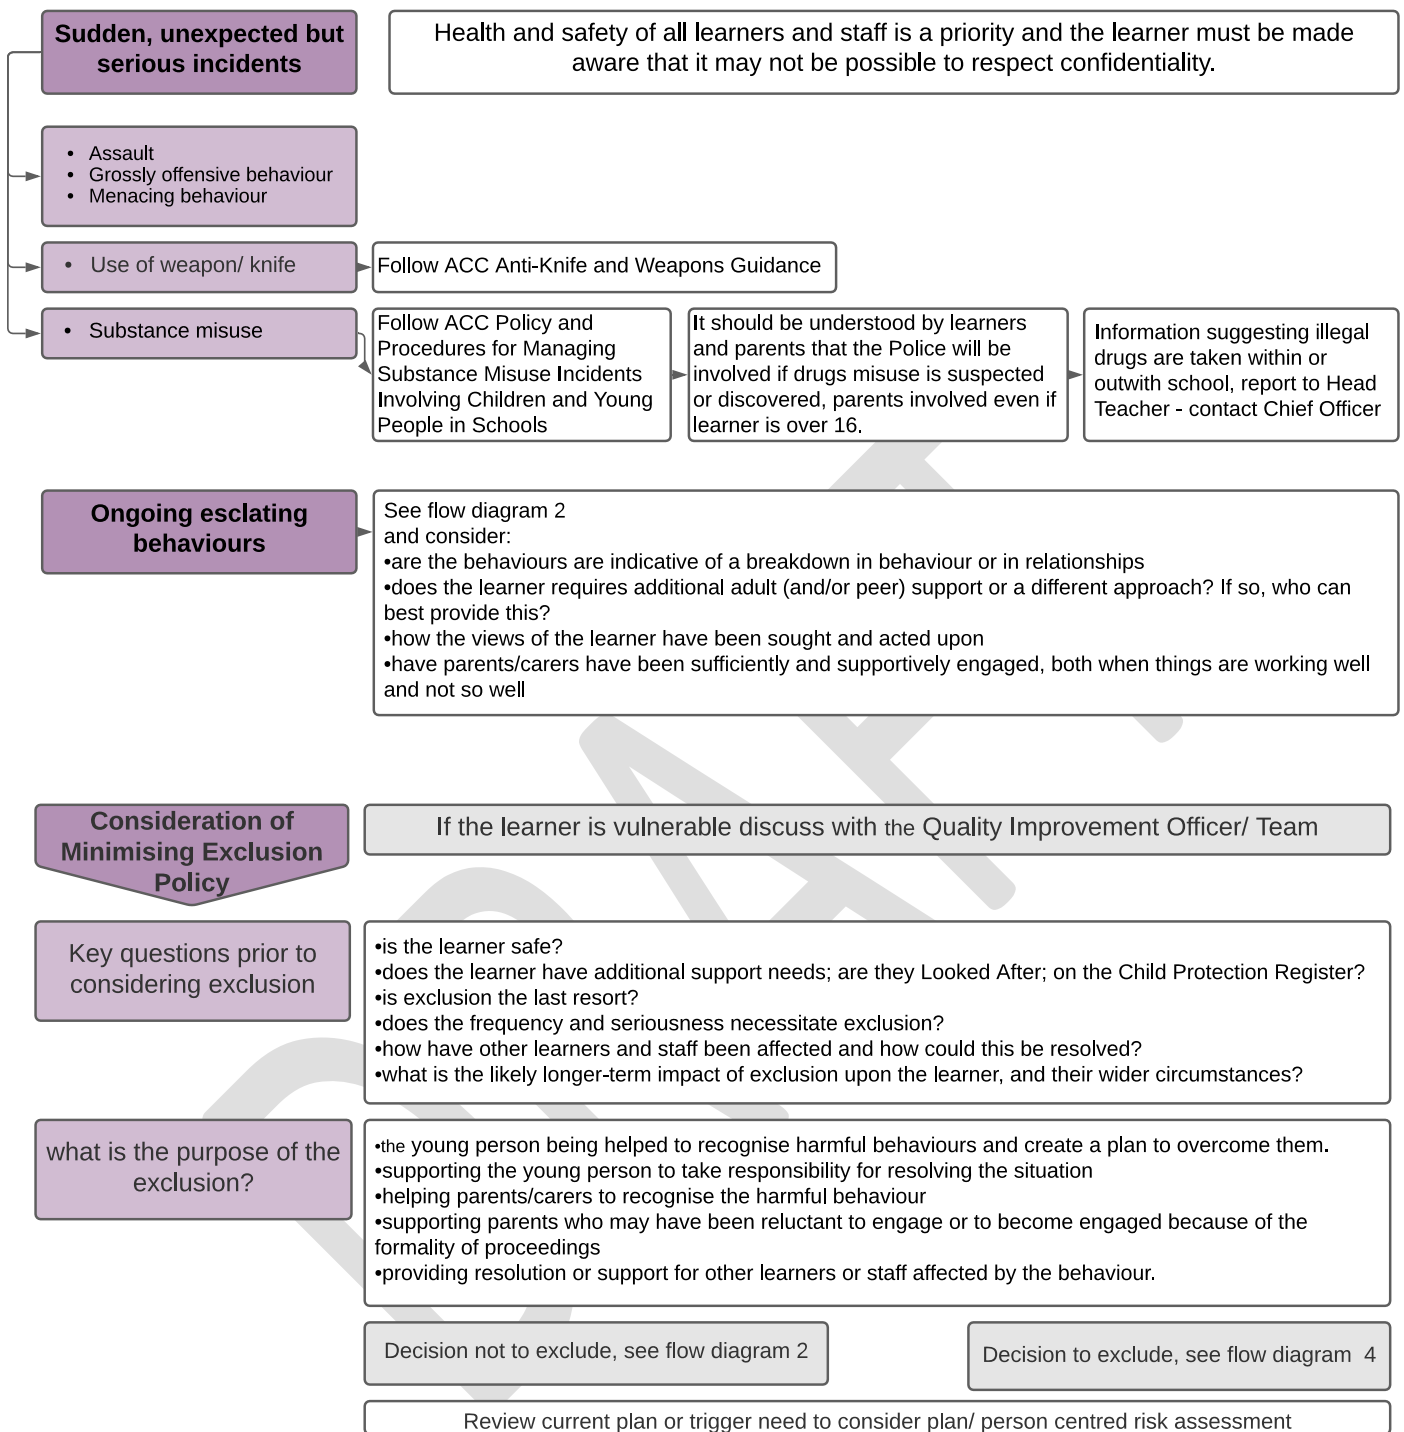 Sudden, unexpected but
serious incidents
Health and safety of all learners and staff is a priority and the learner must be made
aware that it may not be possible to respect confidentiality.
• Assault
• Grossly offensive behaviour
• Menacing behaviour
• Use of weapon/ knife
Follow ACC Anti-Knife and Weapons Guidance
• Substance misuse
Follow ACC Policy and
Procedures for Managing
Substance Misuse Incidents
Involving Children and Young
People in Schools
It should be understood by learners
and parents that the Police will be
involved if drugs misuse is suspected
or discovered, parents involved even if
learner is over 16.
Information suggesting illegal
drugs are taken within or
outwith school, report to Head
Teacher - contact Chief Officer
Ongoing esclating
behaviours
See flow diagram 2
and consider:
•are the behaviours are indicative of a breakdown in behaviour or in relationships
•does the learner requires additional adult (and/or peer) support or a different approach? If so, who can
best provide this?
•how the views of the learner have been sought and acted upon
•have parents/carers have been sufficiently and supportively engaged, both when things are working well
and not so well
Consideration of
Minimising Exclusion
Policy
If the learner is vulnerable discuss with the Quality Improvement Officer/ Team
Key questions prior to
considering exclusion
•is the learner safe?
•does the learner have additional support needs; are they Looked After; on the Child Protection Register?
•is exclusion the last resort?
•does the frequency and seriousness necessitate exclusion?
•how have other learners and staff been affected and how could this be resolved?
•what is the likely longer-term impact of exclusion upon the learner, and their wider circumstances?
what is the purpose of the
exclusion?
•the young person being helped to recognise harmful behaviours and create a plan to overcome them.
•supporting the young person to take responsibility for resolving the situation
•helping parents/carers to recognise the harmful behaviour
•supporting parents who may have been reluctant to engage or to become engaged because of the
formality of proceedings
•providing resolution or support for other learners or staff affected by the behaviour.
Decision not to exclude, see flow diagram 2
Decision to exclude, see flow diagram 4
Review current plan or trigger need to consider plan/ person centred risk assessment
DRAFT